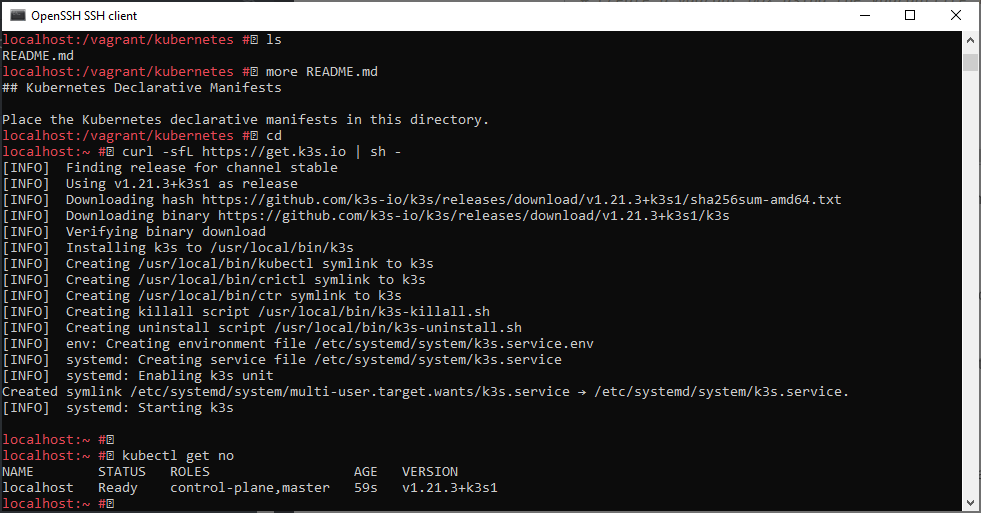 OpenSSH SSH client
localhost:/vagrant/kubernetes # ls
README.md
localhost:/vagrant/kubernetes # more README.md
## Kubernetes Declarative Manifests
Place the Kubernetes declarative manifests in this directory.
localhost:/vagrant/kubernetes # cd
localhost:~ # curl -sfL https://get.k3s.io | sh -
[INFO]  Finding release for channel stable
[INFO]  Using v1.21.3+k3s1 as release
[INFO]  Downloading hash https://github.com/k3s-io/k3s/releases/download/v1.21.3+k3s1/sha256sum-amd64.txt
[INFO]  Downloading binary https://github.com/k3s-io/k3s/releases/download/v1.21.3+k3s1/k3s
[INFO]  Verifying binary download
[INFO]  Installing k3s to /usr/local/bin/k3s
[INFO]  Creating /usr/local/bin/kubectl symlink to k3s
[INFO]  Creating /usr/local/bin/crictl symlink to k3s
[INFO]  Creating /usr/local/bin/ctr symlink to k3s
[INFO]  Creating killall script /usr/local/bin/k3s-killall.sh
[INFO]  Creating uninstall script /usr/local/bin/k3s-uninstall.sh
[INFO]  env: Creating environment file /etc/systemd/system/k3s.service.env
[INFO]  systemd: Creating service file /etc/systemd/system/k3s.service
[INFO]  systemd: Enabling k3s unit
Created symlink /etc/systemd/system/multi-user.target.wants/k3s.service → /etc/systemd/system/k3s.service.
[INFO]  systemd: Starting k3s
localhost:~ #
localhost:~ # kubectl get no
NAME        STATUS   ROLES                  AGE   VERSION
localhost   Ready    control-plane,master   59s   v1.21.3+k3s1
localhost:~ #